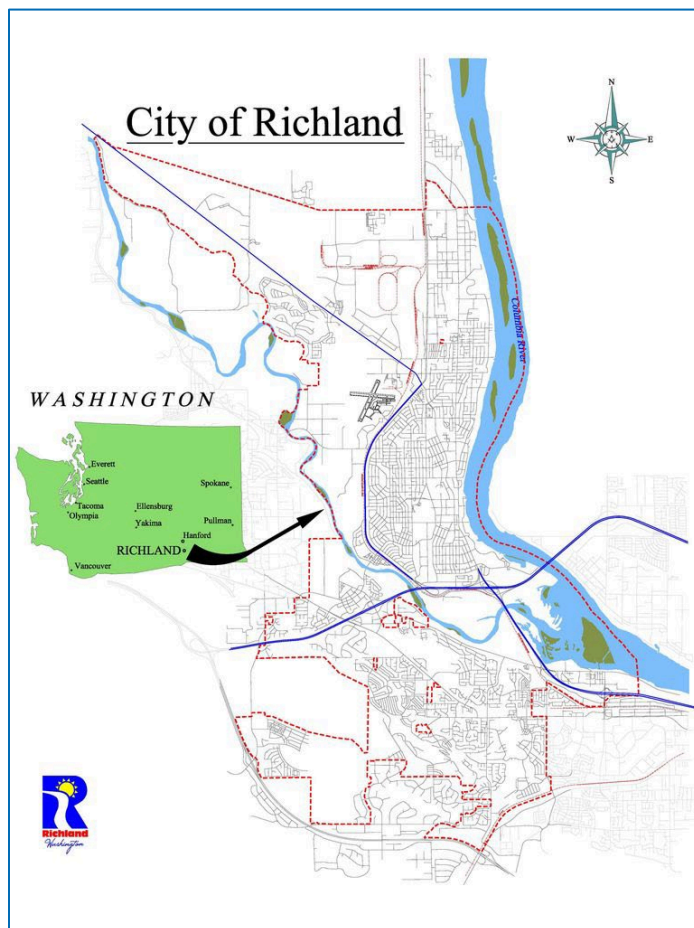 City of Richland
N
W E
S
Columbia River
WASHINGTON
Everett
Seattle
Spokane
Tacoma
Olympia
Ellensburg
Yakima
Pullman
Hanford
RICHLAND
Vancouver
R
Richland
Washington